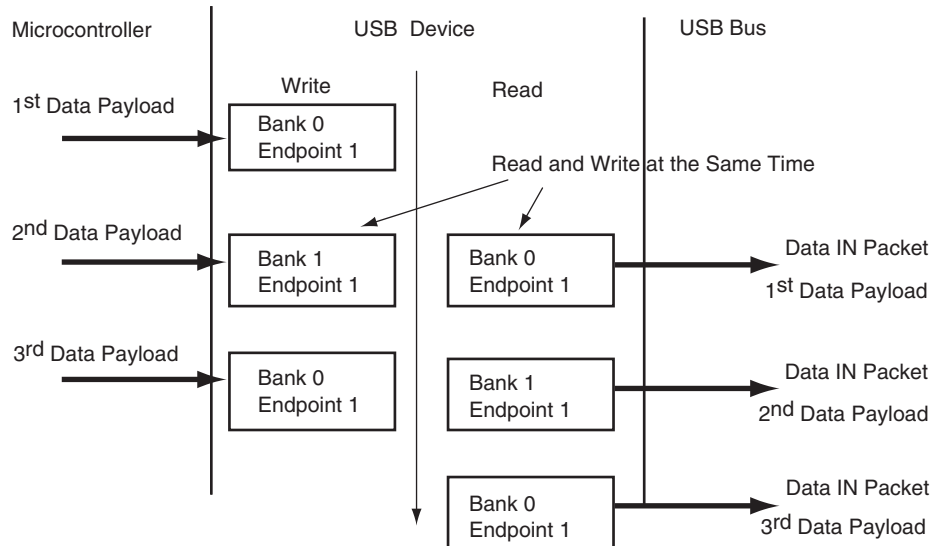 Microcontroller
USB Device
USB Bus
Write
Read
1st Data Payload
Bank 0
Endpoint 1
Read and Write at the Same Time
2nd Data Payload
Bank 1
Endpoint 1
Bank 0
Endpoint 1
Data IN Packet
1st Data Payload
3rd Data Payload
Bank 0
Endpoint 1
Bank 1
Endpoint 1
Data IN Packet
2nd Data Payload
Bank 0
Endpoint 1
Data IN Packet
3rd Data Payload